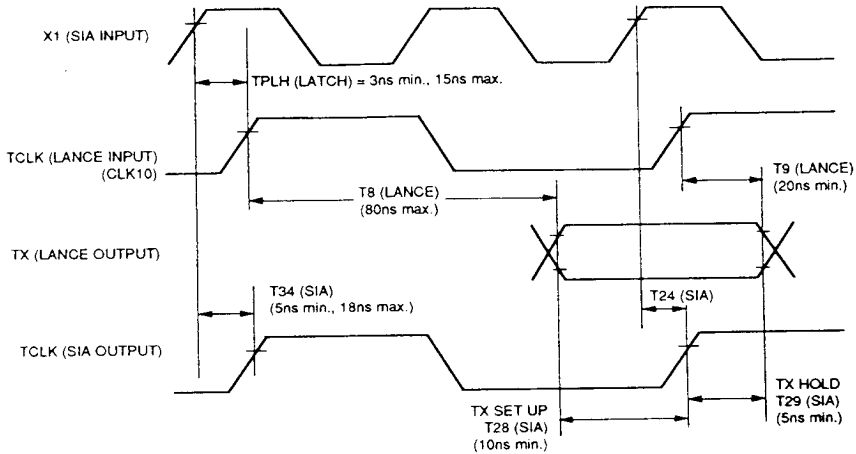 X1 (SIA INPUT)
TPLH (LATCH) = 3ns min., 15ns max.
TCLK (LANCE INPUT)
(CLK10)
T8 (LANCE)
(80ns max.)
T9 (LANCE)
(20ns min.)
TX (LANCE OUTPUT)
T34 (SIA)
(5ns min., 18ns max.)
T24 (SIA)
TCLK (SIA OUTPUT)
TX SET UP
T28 (SIA)
(10ns min.)
TX HOLD
T29 (SIA)
(5ns min.)